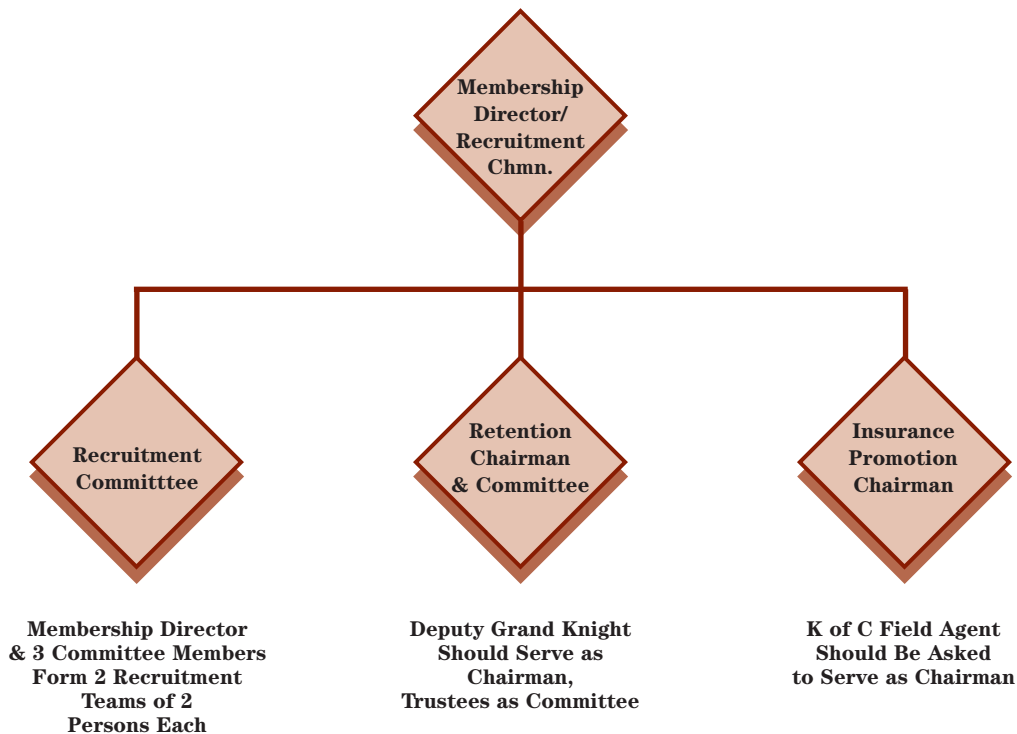 Membership
Director/
Recruitment
Chmn.
Recruitment
Committtee
Retention
Chairman
& Committee
Insurance
Promotion
Chairman
Membership Director
& 3 Committee Members
Form 2 Recruitment
Teams of 2
Persons Each
Deputy Grand Knight
Should Serve as
Chairman,
Trustees as Committee
K of C Field Agent
Should Be Asked
to Serve as Chairman